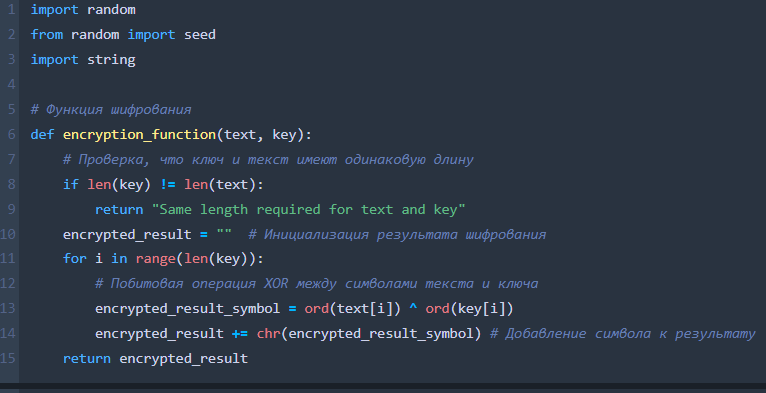 1 import random
2 from random import seed
3 import string
4
5 # Функция шифрования
6 def encryption_function(text, key):
7     # Проверка, что ключ и текст имеют одинаковую длину
8     if len(key) != len(text):
9         return "Same length required for text and key"
10     encrypted_result = ""  # Инициализация результата шифрования
11     for i in range(len(key)):
12         # Побитовая операция XOR между символами текста и ключа
13         encrypted_result_symbol = ord(text[i]) ^ ord(key[i])
14         encrypted_result += chr(encrypted_result_symbol) # Добавление символа к результату
15     return encrypted_result